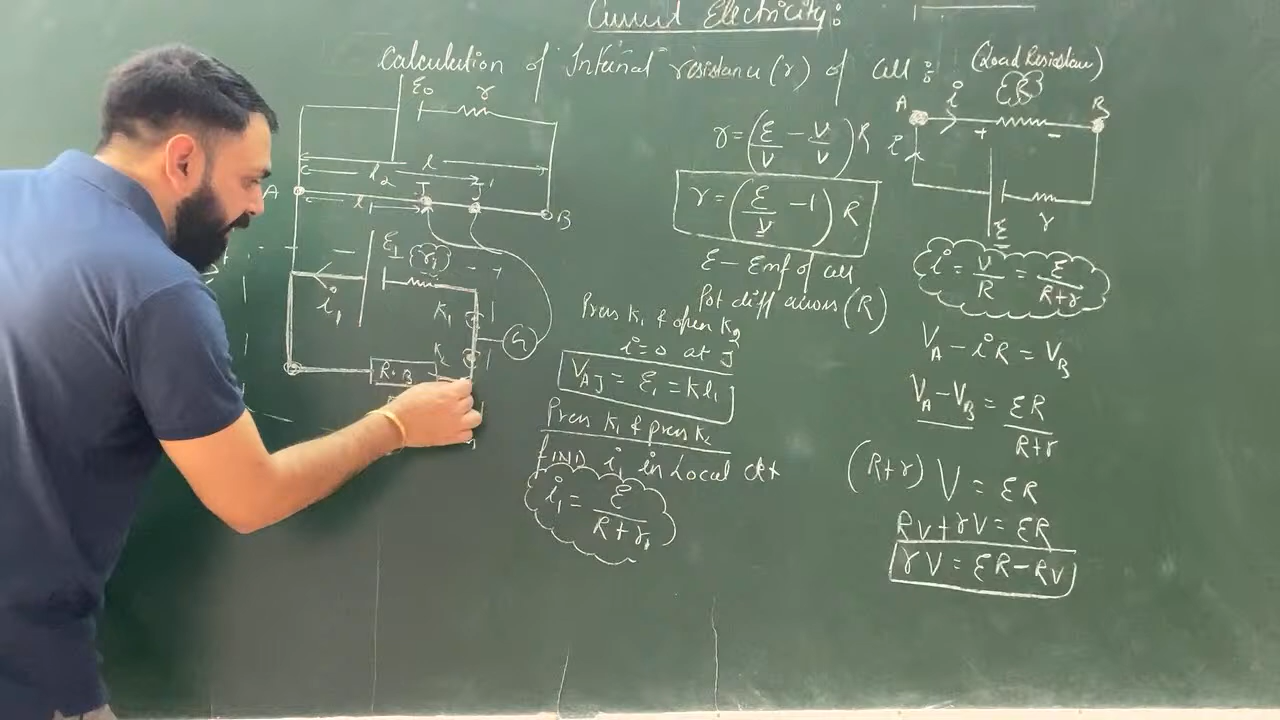 Current Electricity:
Calculation of Internal resistance (r) of cell :
(Load Resistance)
R
A i B
+ -
i
r
E
i = V/R = E/(R+r)
V_A - iR = V_B
V_A - V_B = ER/(R+r)
(R+r) V = ER
RV + rV = ER
rV = ER - RV
r = (E/V - V/V) R
r = (E/V - 1) R
E - Emf of cell
Pot diff across (R)
Press K₁ & open K₂
i = 0 at J
V_AJ = E₁ = Kl₁
Press K₁ & press K₂
find i₁ in Local ckt
i₁ = E/(R + r₁)
E₀ r
l
l₂
A l₁ J J' B
E₁ r₁
i₁
K₁
G
R.B